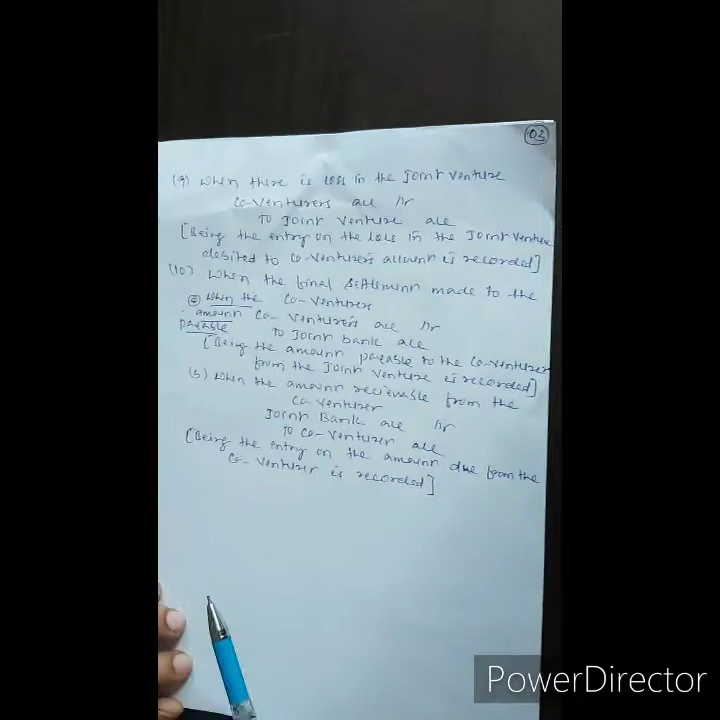 03
(9) When there is loss in the Joint venture
Co-Venturers a/c Dr
To Joint Venture a/c
[Being the entry on the loss in the Joint Venture
debited to Co-Venturers account is recorded]
(10) When the final settlement made to the
(a) When the Co-Venturers
amount Co-Venturers a/c Dr
payable To Joint bank a/c
[Being the amount payable to the Co-Venturer
from the Joint Venture is recorded]
(b) When the amount recievable from the
Co-Venturer
Joint Bank a/c Dr
To Co-Venturer a/c
[Being the entry on the amount due from the
Co-Venturer is recorded]
PowerDirector